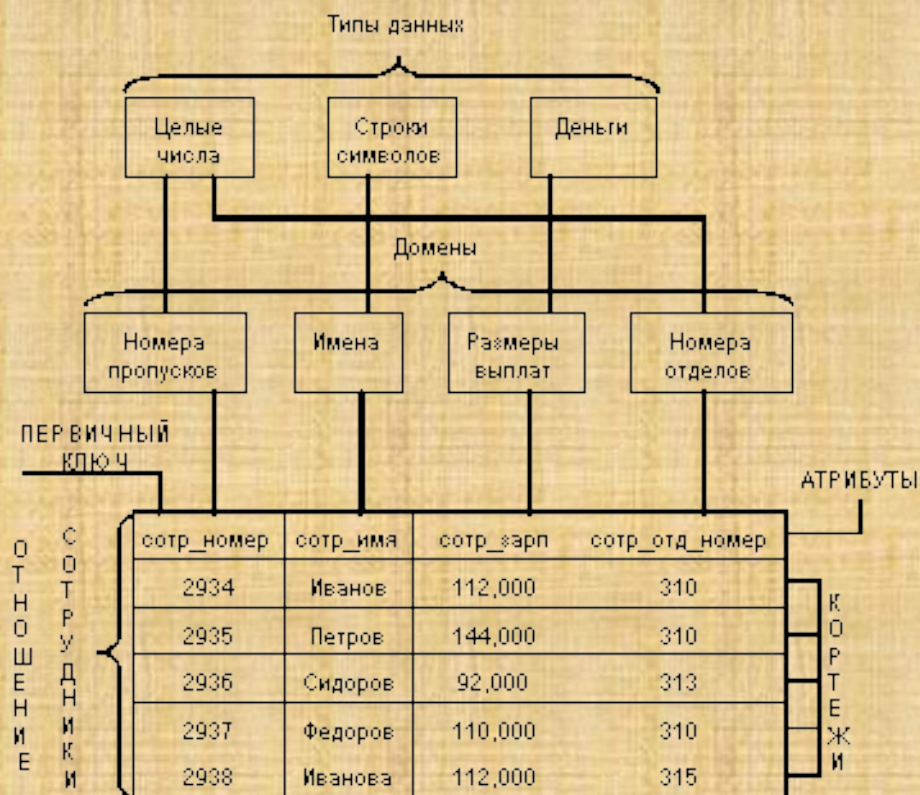 Типы данных
Целые числа
Строки символов
Деньги
Домены
Номера пропусков
Имена
Размеры выплат
Номера отделов
ПЕРВИЧНЫЙ КЛЮЧ
АТРИБУТЫ
ОТНОШЕНИЕ
СОТРУДНИКИ
сотр_номер сотр_имя сотр_зарп сотр_отд_номер
2934 Иванов 112,000 310
2935 Петров 144,000 310
2936 Сидоров 92,000 313
2937 Федоров 110,000 310
2938 Иванова 112,000 315
КОРТЕЖИ